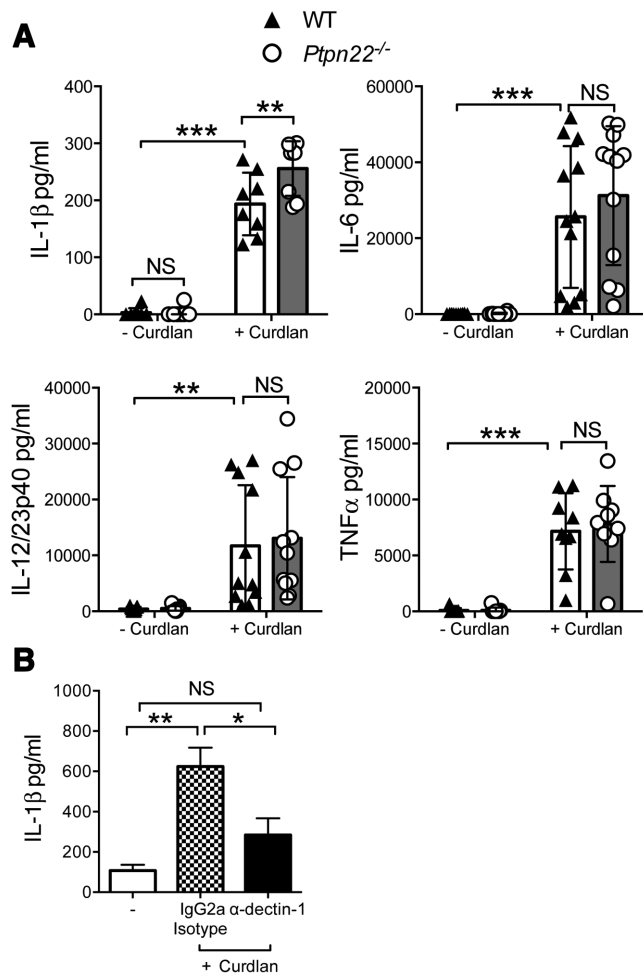 A
WT
Ptpn22-/-
IL-1β pg/ml
400
300
200
100
0
***
**
NS
- Curdlan
+ Curdlan
IL-6 pg/ml
60000
40000
20000
0
***
NS
- Curdlan
+ Curdlan
IL-12/23p40 pg/ml
40000
30000
20000
10000
0
**
NS
- Curdlan
+ Curdlan
TNFα pg/ml
20000
15000
10000
5000
0
***
NS
- Curdlan
+ Curdlan
B
IL-1β pg/ml
1000
800
600
400
200
0
NS
**
*
-
IgG2a
Isotype
α-dectin-1
+ Curdlan